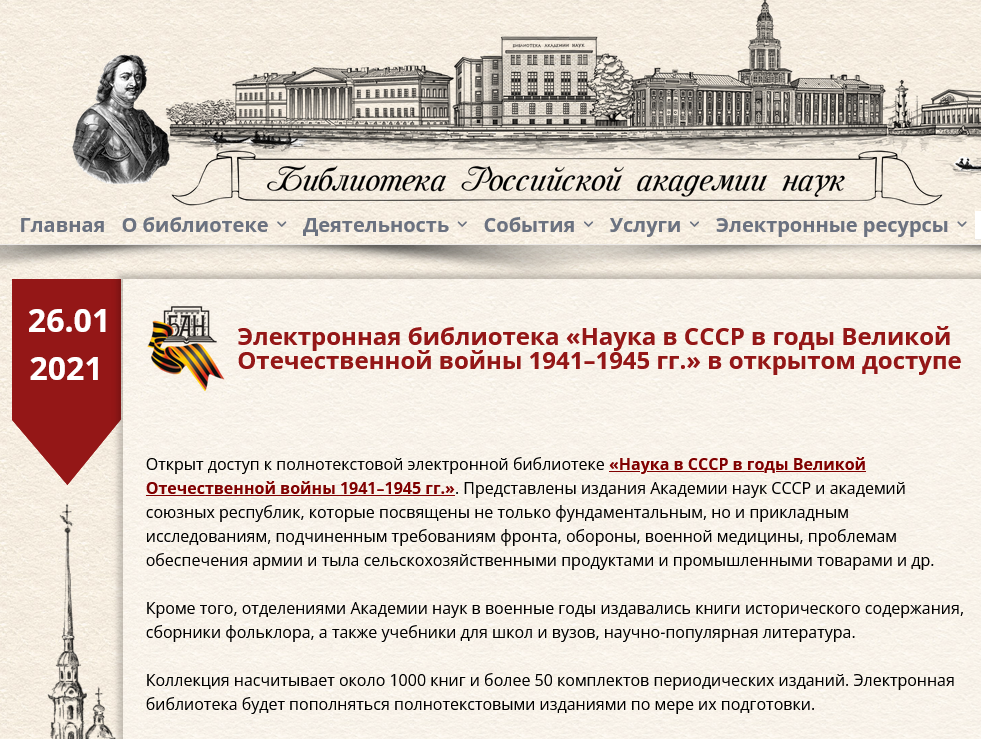 БИБЛИОТЕКА АКАДЕМИИ НАУК
Библиотека Российской академии наук
Главная О библиотеке Деятельность События Услуги Электронные ресурсы
26.01
2021
БАН
Электронная библиотека «Наука в СССР в годы Великой
Отечественной войны 1941–1945 гг.» в открытом доступе
Открыт доступ к полнотекстовой электронной библиотеке «Наука в СССР в годы Великой
Отечественной войны 1941–1945 гг.». Представлены издания Академии наук СССР и академий
союзных республик, которые посвящены не только фундаментальным, но и прикладным
исследованиям, подчиненным требованиям фронта, обороны, военной медицины, проблемам
обеспечения армии и тыла сельскохозяйственными продуктами и промышленными товарами и др.
Кроме того, отделениями Академии наук в военные годы издавались книги исторического содержания,
сборники фольклора, а также учебники для школ и вузов, научно-популярная литература.
Коллекция насчитывает около 1000 книг и более 50 комплектов периодических изданий. Электронная
библиотека будет пополняться полнотекстовыми изданиями по мере их подготовки.